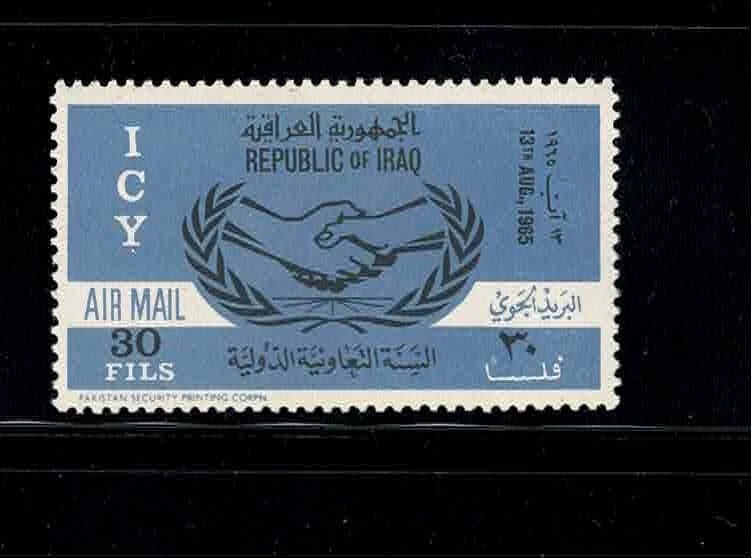 I
C
Y
الجمهورية العراقية
REPUBLIC OF IRAQ
١٣ آب ١٩٦٥
13TH AUG., 1965
AIR MAIL
البريد الجوي
30
FILS
السنة التعاونية الدولية
٣٠
فلسا
PAKISTAN SECURITY PRINTING CORPN.